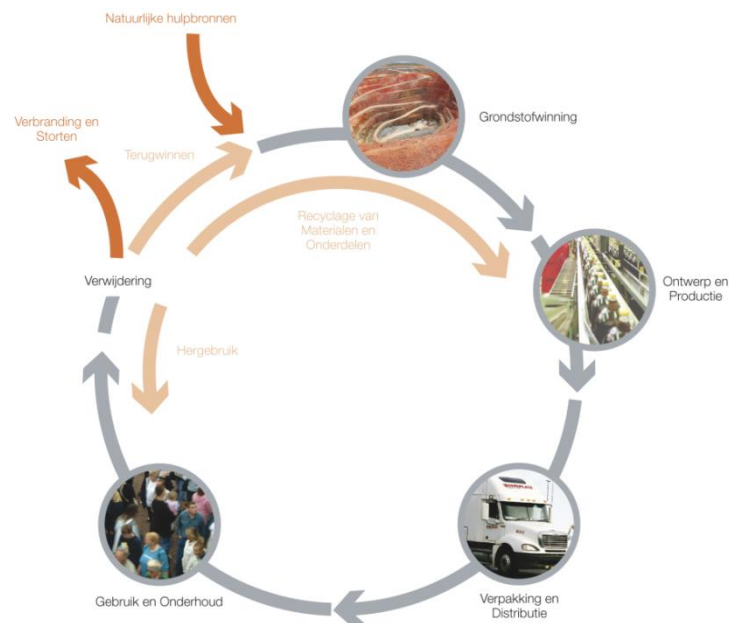 Natuurlijke hulpbronnen
Grondstofwinning
Verbranding en
Storten
Terugwinnen
Recyclage van
Materialen en
Onderdelen
Ontwerp en
Productie
Verwijdering
Hergebruik
Gebruik en Onderhoud
Verpakking en
Distributie